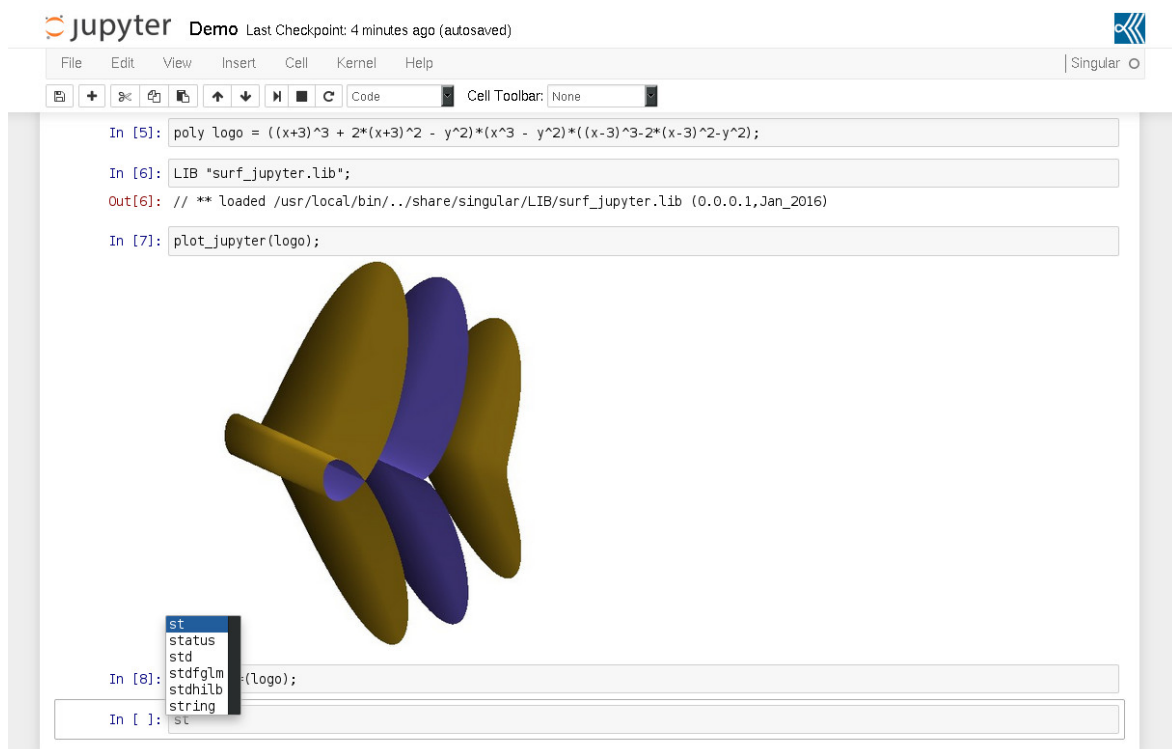 jupyter Demo Last Checkpoint: 4 minutes ago (autosaved)
File Edit View Insert Cell Kernel Help Singular
Code Cell Toolbar: None
In [5]: poly logo = ((x+3)^3 + 2*(x+3)^2 - y^2)*(x^3 - y^2)*((x-3)^3-2*(x-3)^2-y^2);
In [6]: LIB "surf_jupyter.lib";
Out[6]: // ** loaded /usr/local/bin/../share/singular/LIB/surf_jupyter.lib (0.0.0.1,Jan_2016)
In [7]: plot_jupyter(logo);
st
status
std
stdfglm
stdhilb
string
In [8]: =(logo);
In [ ]: st